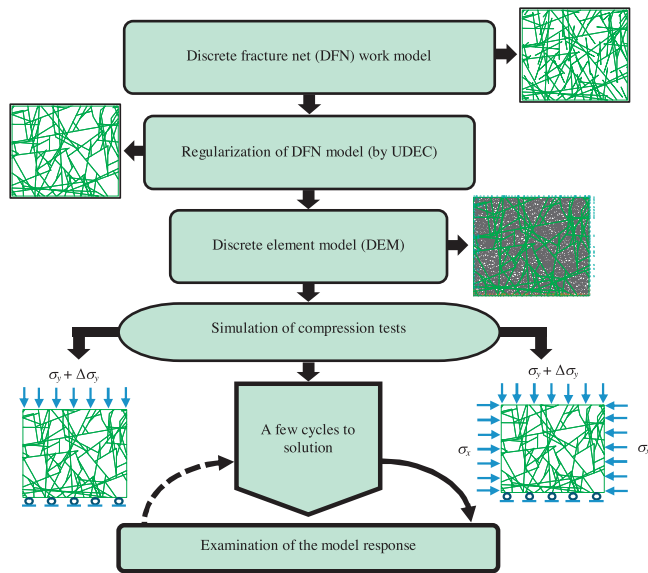 Discrete fracture net (DFN) work model
Regularization of DFN model (by UDEC)
Discrete element model (DEM)
Simulation of compression tests
σy + Δσy
σy + Δσy
A few cycles to
solution
σx
σx
Examination of the model response